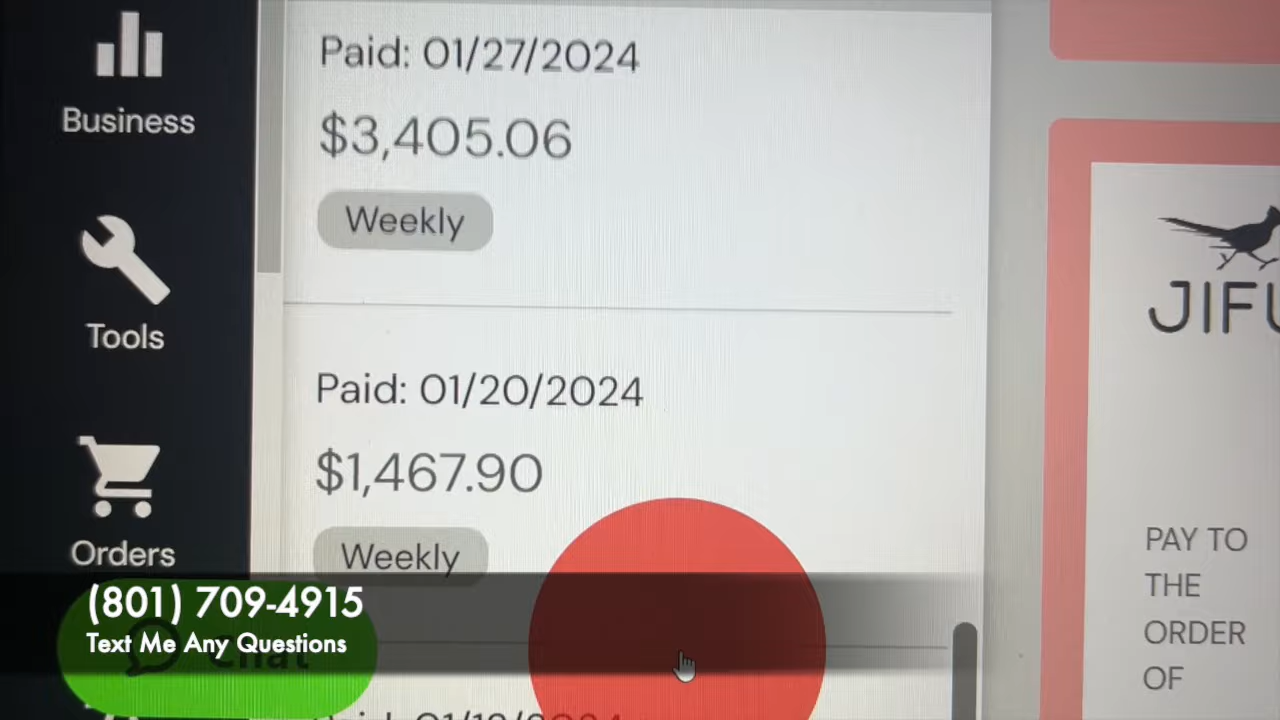 Business
Tools
Orders
Paid: 01/27/2024
$3,405.06
Weekly
Paid: 01/20/2024
$1,467.90
Weekly
(801) 709-4915
Text Me Any Questions
Chat
PAY TO
THE
ORDER
OF